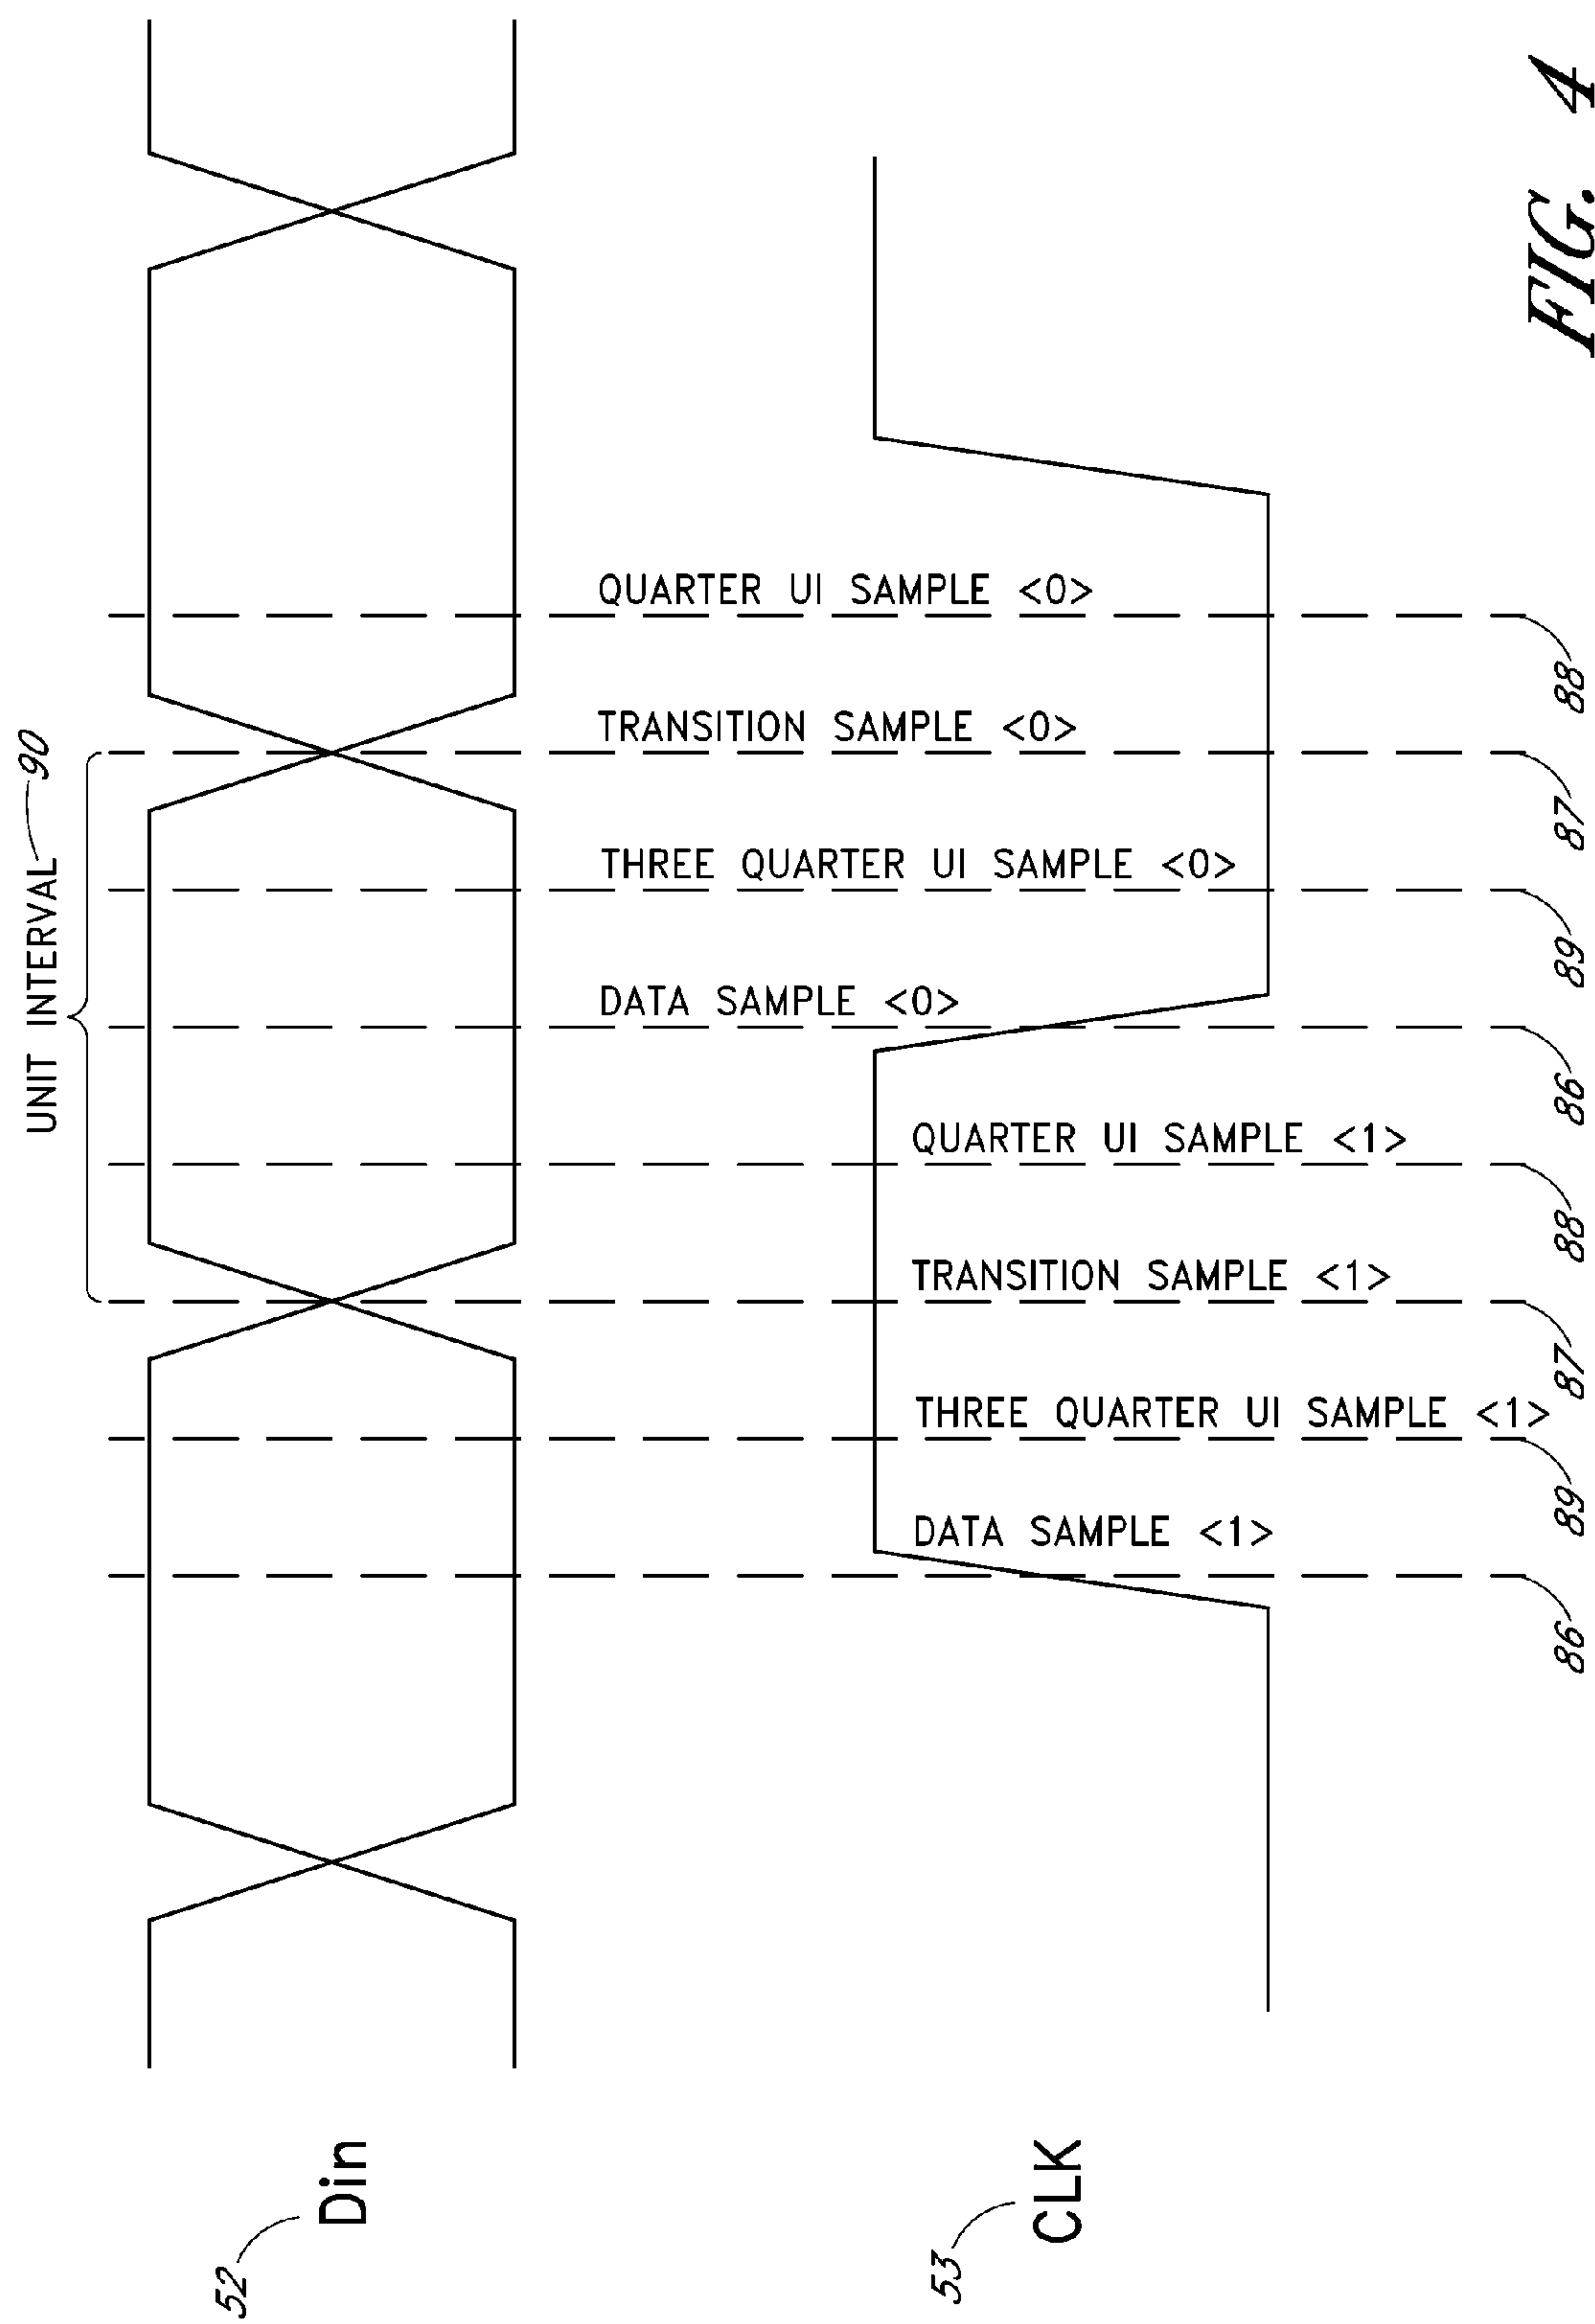 UNIT INTERVAL
90
52
Din
DATA SAMPLE <1>
THREE QUARTER UI SAMPLE <1>
TRANSITION SAMPLE <1>
QUARTER UI SAMPLE <1>
DATA SAMPLE <0>
THREE QUARTER UI SAMPLE <0>
TRANSITION SAMPLE <0>
QUARTER UI SAMPLE <0>
53
CLK
86
89
87
88
86
89
87
88
FIG. 4